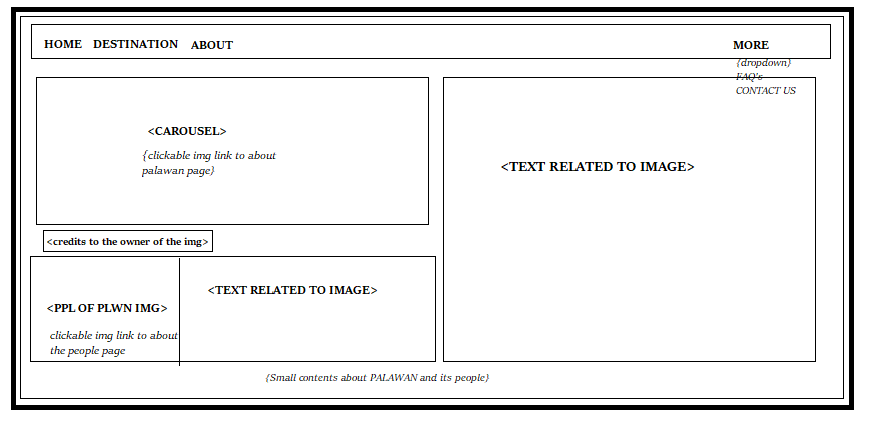 HOME DESTINATION ABOUT MORE
{dropdown}
FAQ's
CONTACT US
<CAROUSEL>
{clickable img link to about
palawan page}
<TEXT RELATED TO IMAGE>
<credits to the owner of the img>
<PPL OF PLWN IMG>
clickable img link to about
the people page
<TEXT RELATED TO IMAGE>
{Small contents about PALAWAN and its people}